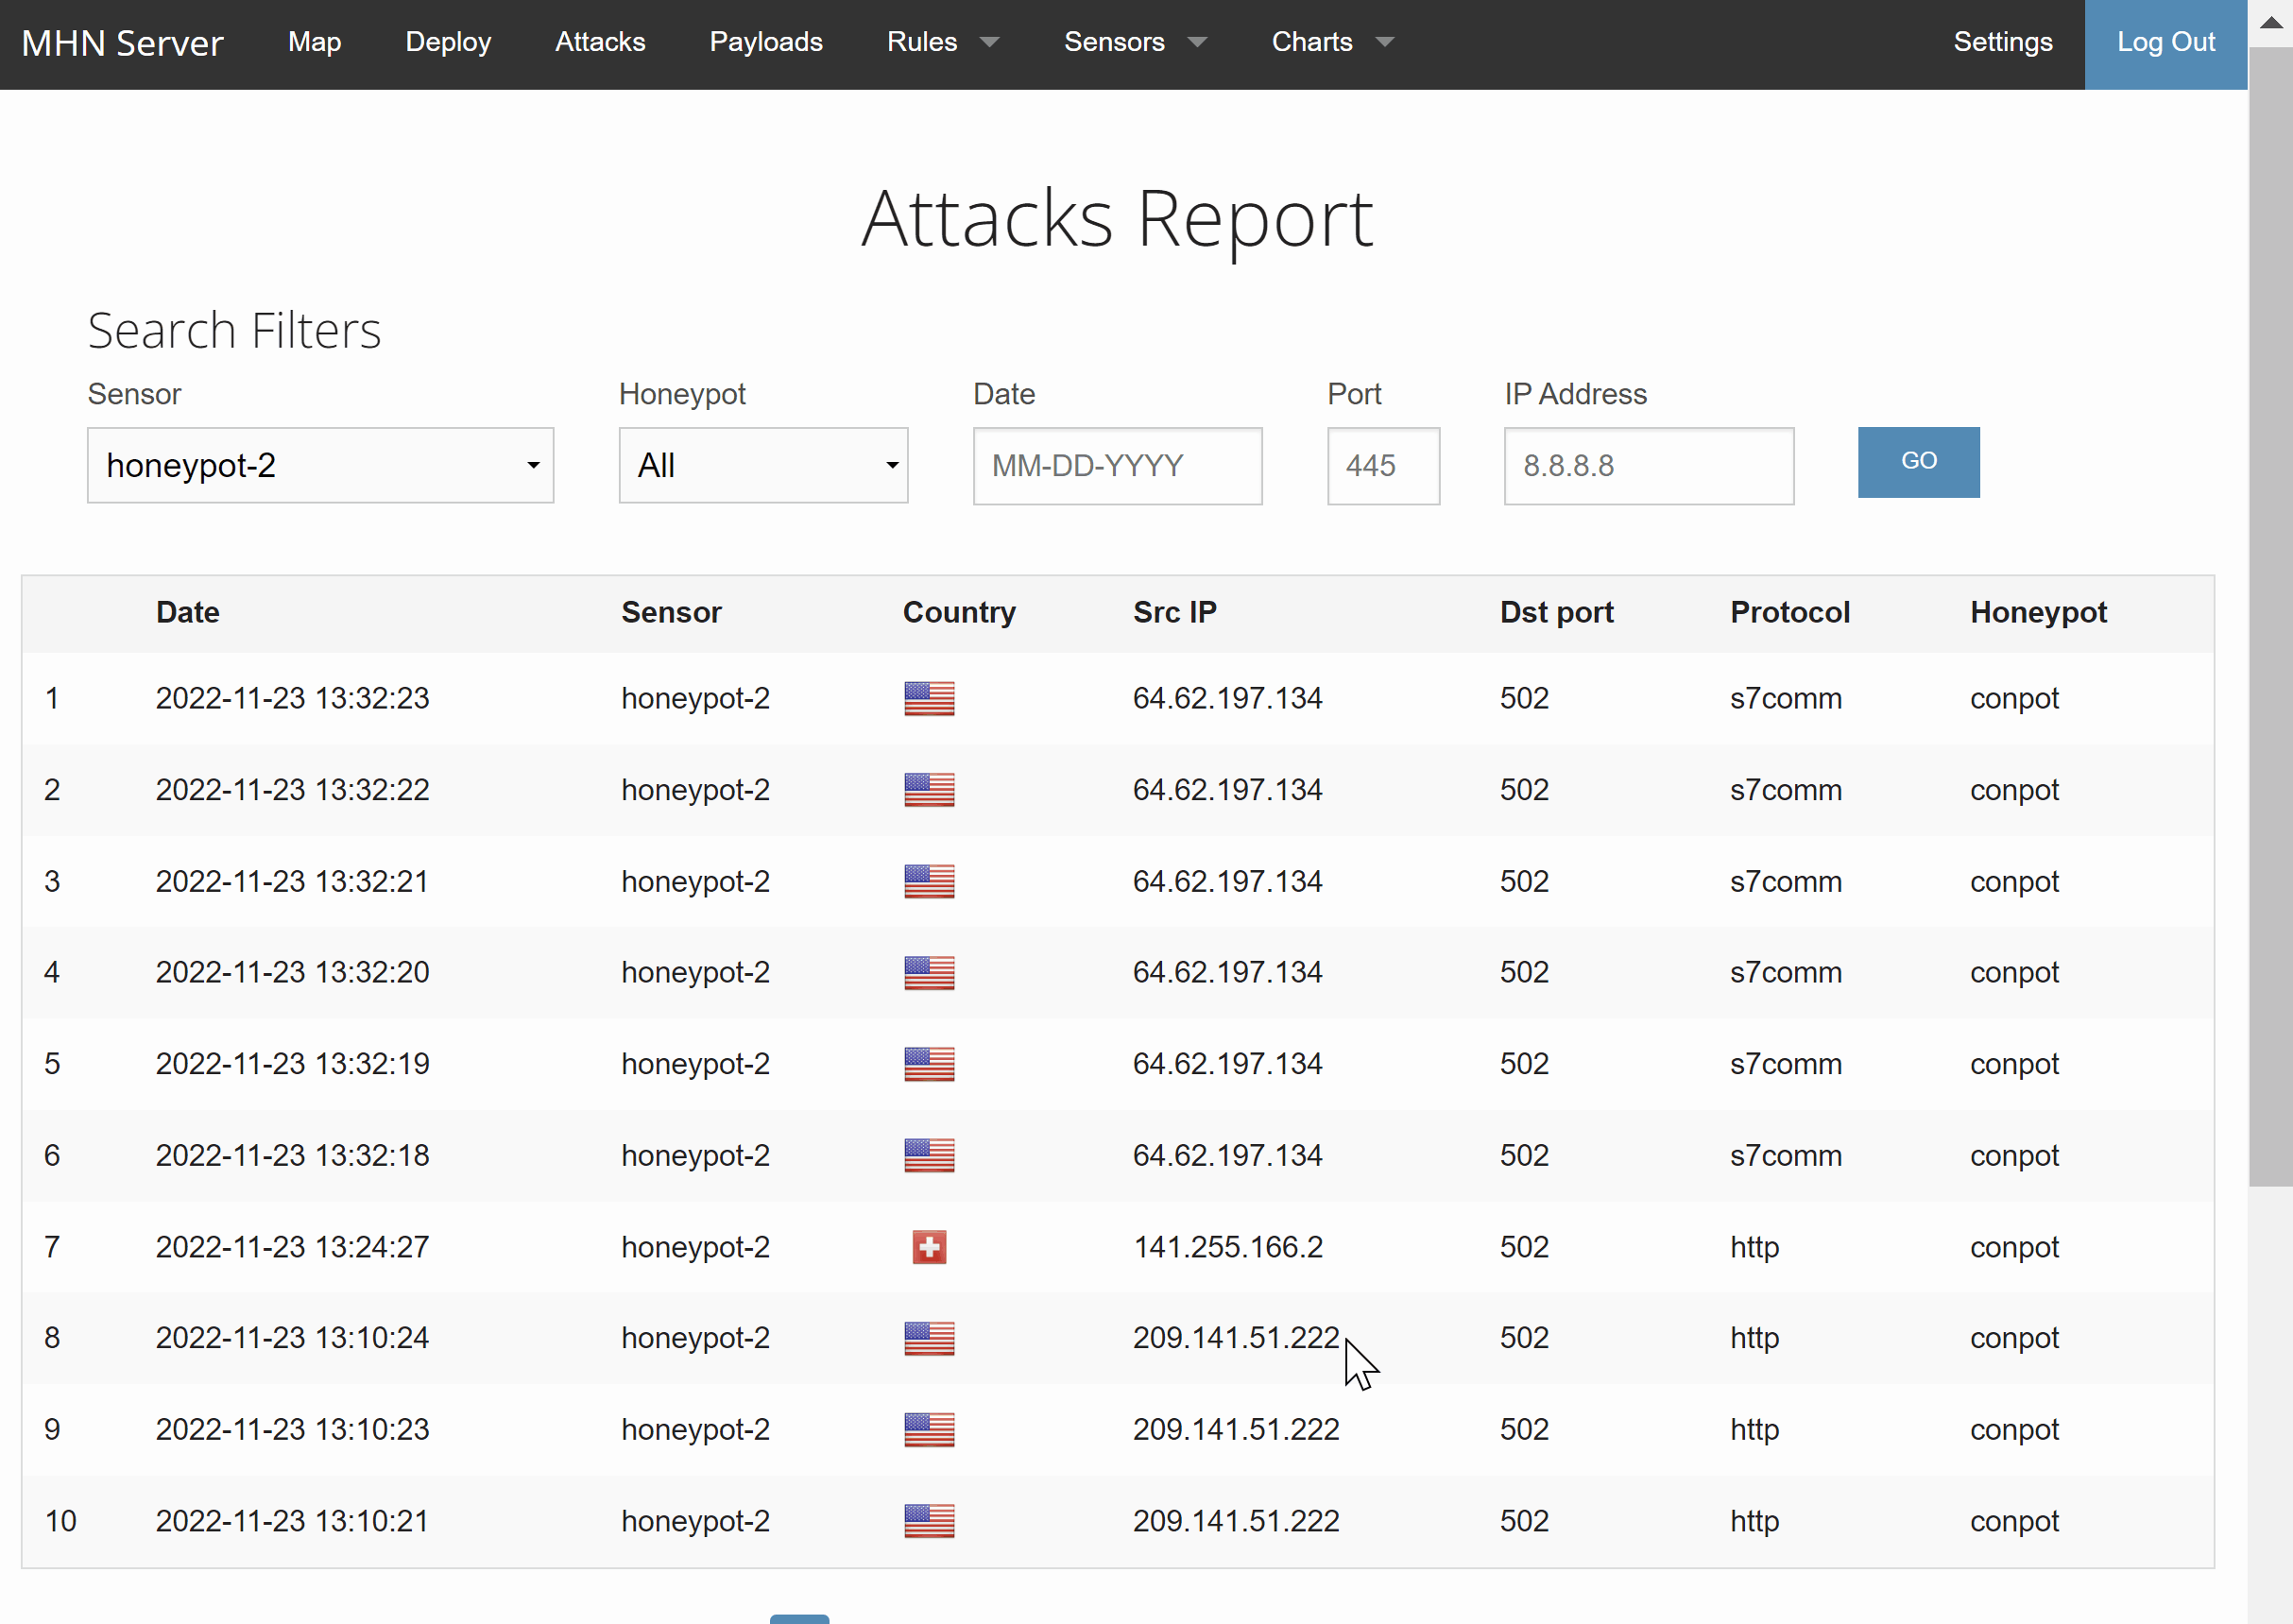 MHN Server Map Deploy Attacks Payloads Rules Sensors Charts Settings Log Out
Attacks Report
Search Filters
Sensor Honeypot Date Port IP Address
honeypot-2 All MM-DD-YYYY 445 8.8.8.8 GO
Date Sensor Country Src IP Dst port Protocol Honeypot
1 2022-11-23 13:32:23 honeypot-2 64.62.197.134 502 s7comm conpot
2 2022-11-23 13:32:22 honeypot-2 64.62.197.134 502 s7comm conpot
3 2022-11-23 13:32:21 honeypot-2 64.62.197.134 502 s7comm conpot
4 2022-11-23 13:32:20 honeypot-2 64.62.197.134 502 s7comm conpot
5 2022-11-23 13:32:19 honeypot-2 64.62.197.134 502 s7comm conpot
6 2022-11-23 13:32:18 honeypot-2 64.62.197.134 502 s7comm conpot
7 2022-11-23 13:24:27 honeypot-2 141.255.166.2 502 http conpot
8 2022-11-23 13:10:24 honeypot-2 209.141.51.222 502 http conpot
9 2022-11-23 13:10:23 honeypot-2 209.141.51.222 502 http conpot
10 2022-11-23 13:10:21 honeypot-2 209.141.51.222 502 http conpot